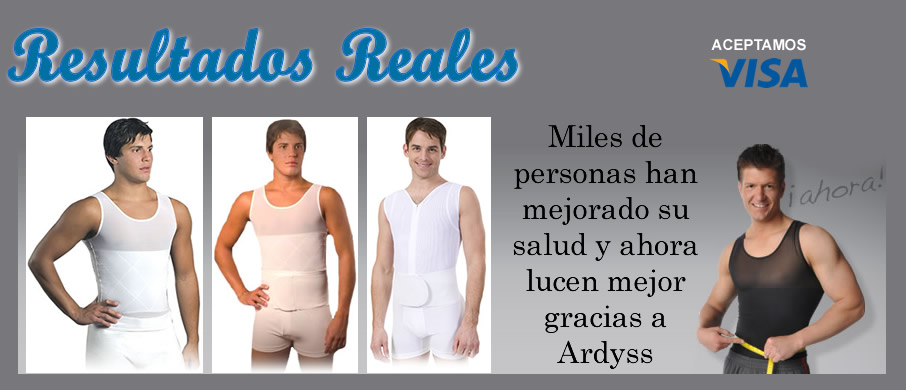 Resultados Reales
ACEPTAMOS
VISA
Miles de
personas han
mejorado su
salud y ahora
lucen mejor
gracias a
Ardyss
¡ahora!